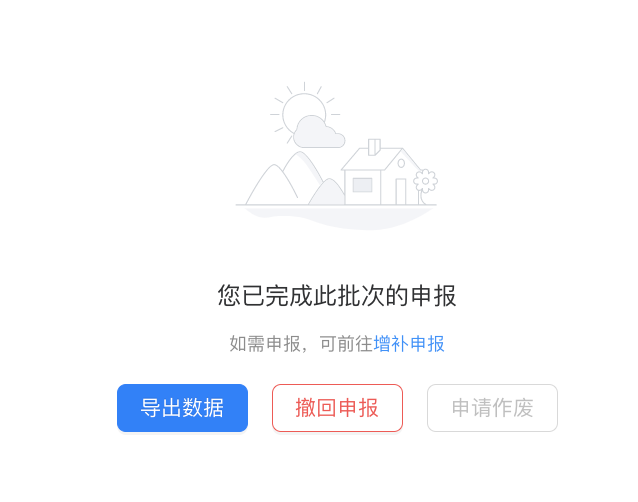 您已完成此批次的申报
如需申报，可前往增补申报
导出数据
撤回申报
申请作废